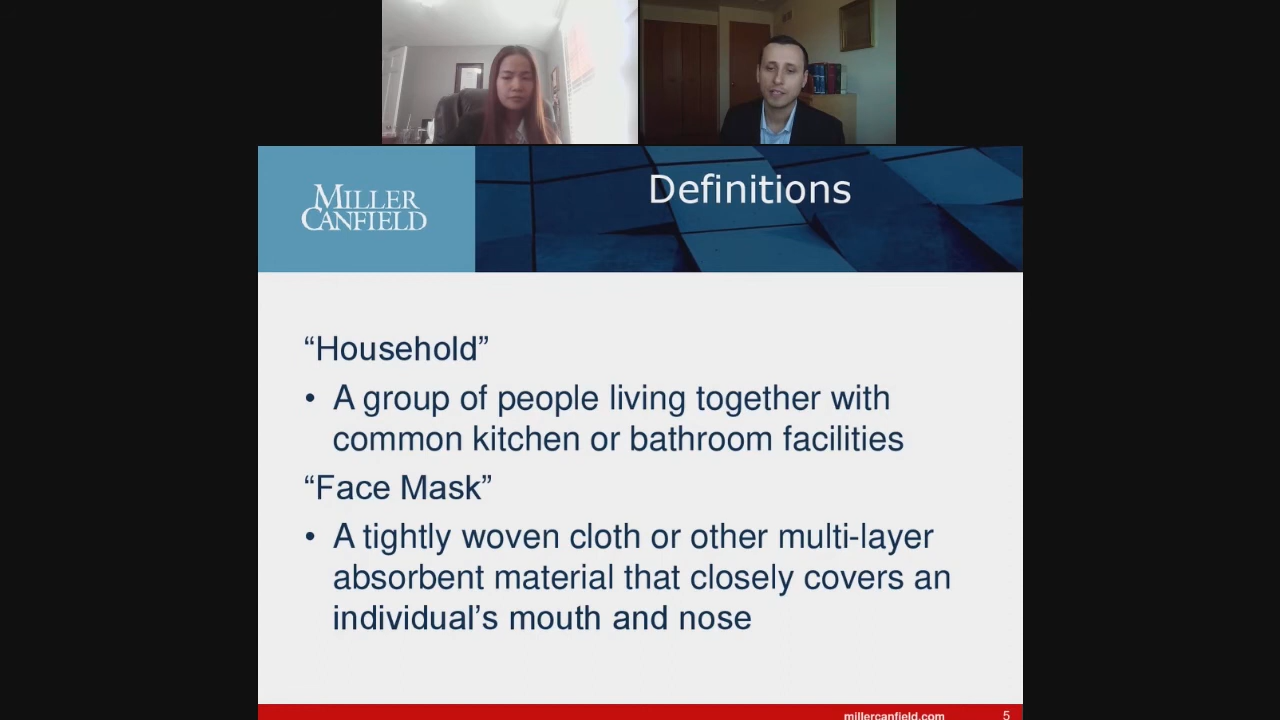 MILLER
CANFIELD
Definitions
“Household”
• A group of people living together with
common kitchen or bathroom facilities
“Face Mask”
• A tightly woven cloth or other multi-layer
absorbent material that closely covers an
individual’s mouth and nose
millercanfield.com
5